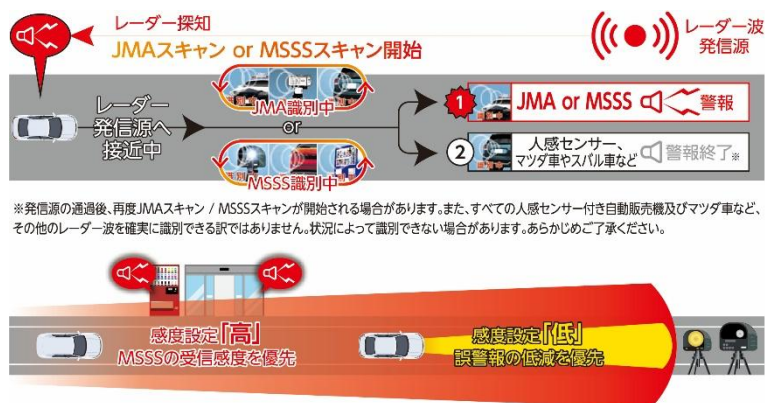 レーダー探知
JMAスキャン or MSSSスキャン開始
レーダー波
発信源
レーダー
発信源へ
接近中
JMA識別中
or
MSSS識別中
1 JMA or MSSS 警報
2 人感センサー、
マツダ車やスバル車など 警報終了※
※発信源の通過後、再度JMAスキャン / MSSSスキャンが開始される場合があります。また、すべての人感センサー付き自動販売機及びマツダ車など、
その他のレーダー波を確実に識別できる訳ではありません。状況によって識別できない場合があります。あらかじめご了承ください。
感度設定「高」
MSSSの受信感度を優先
感度設定「低」
誤警報の低減を優先